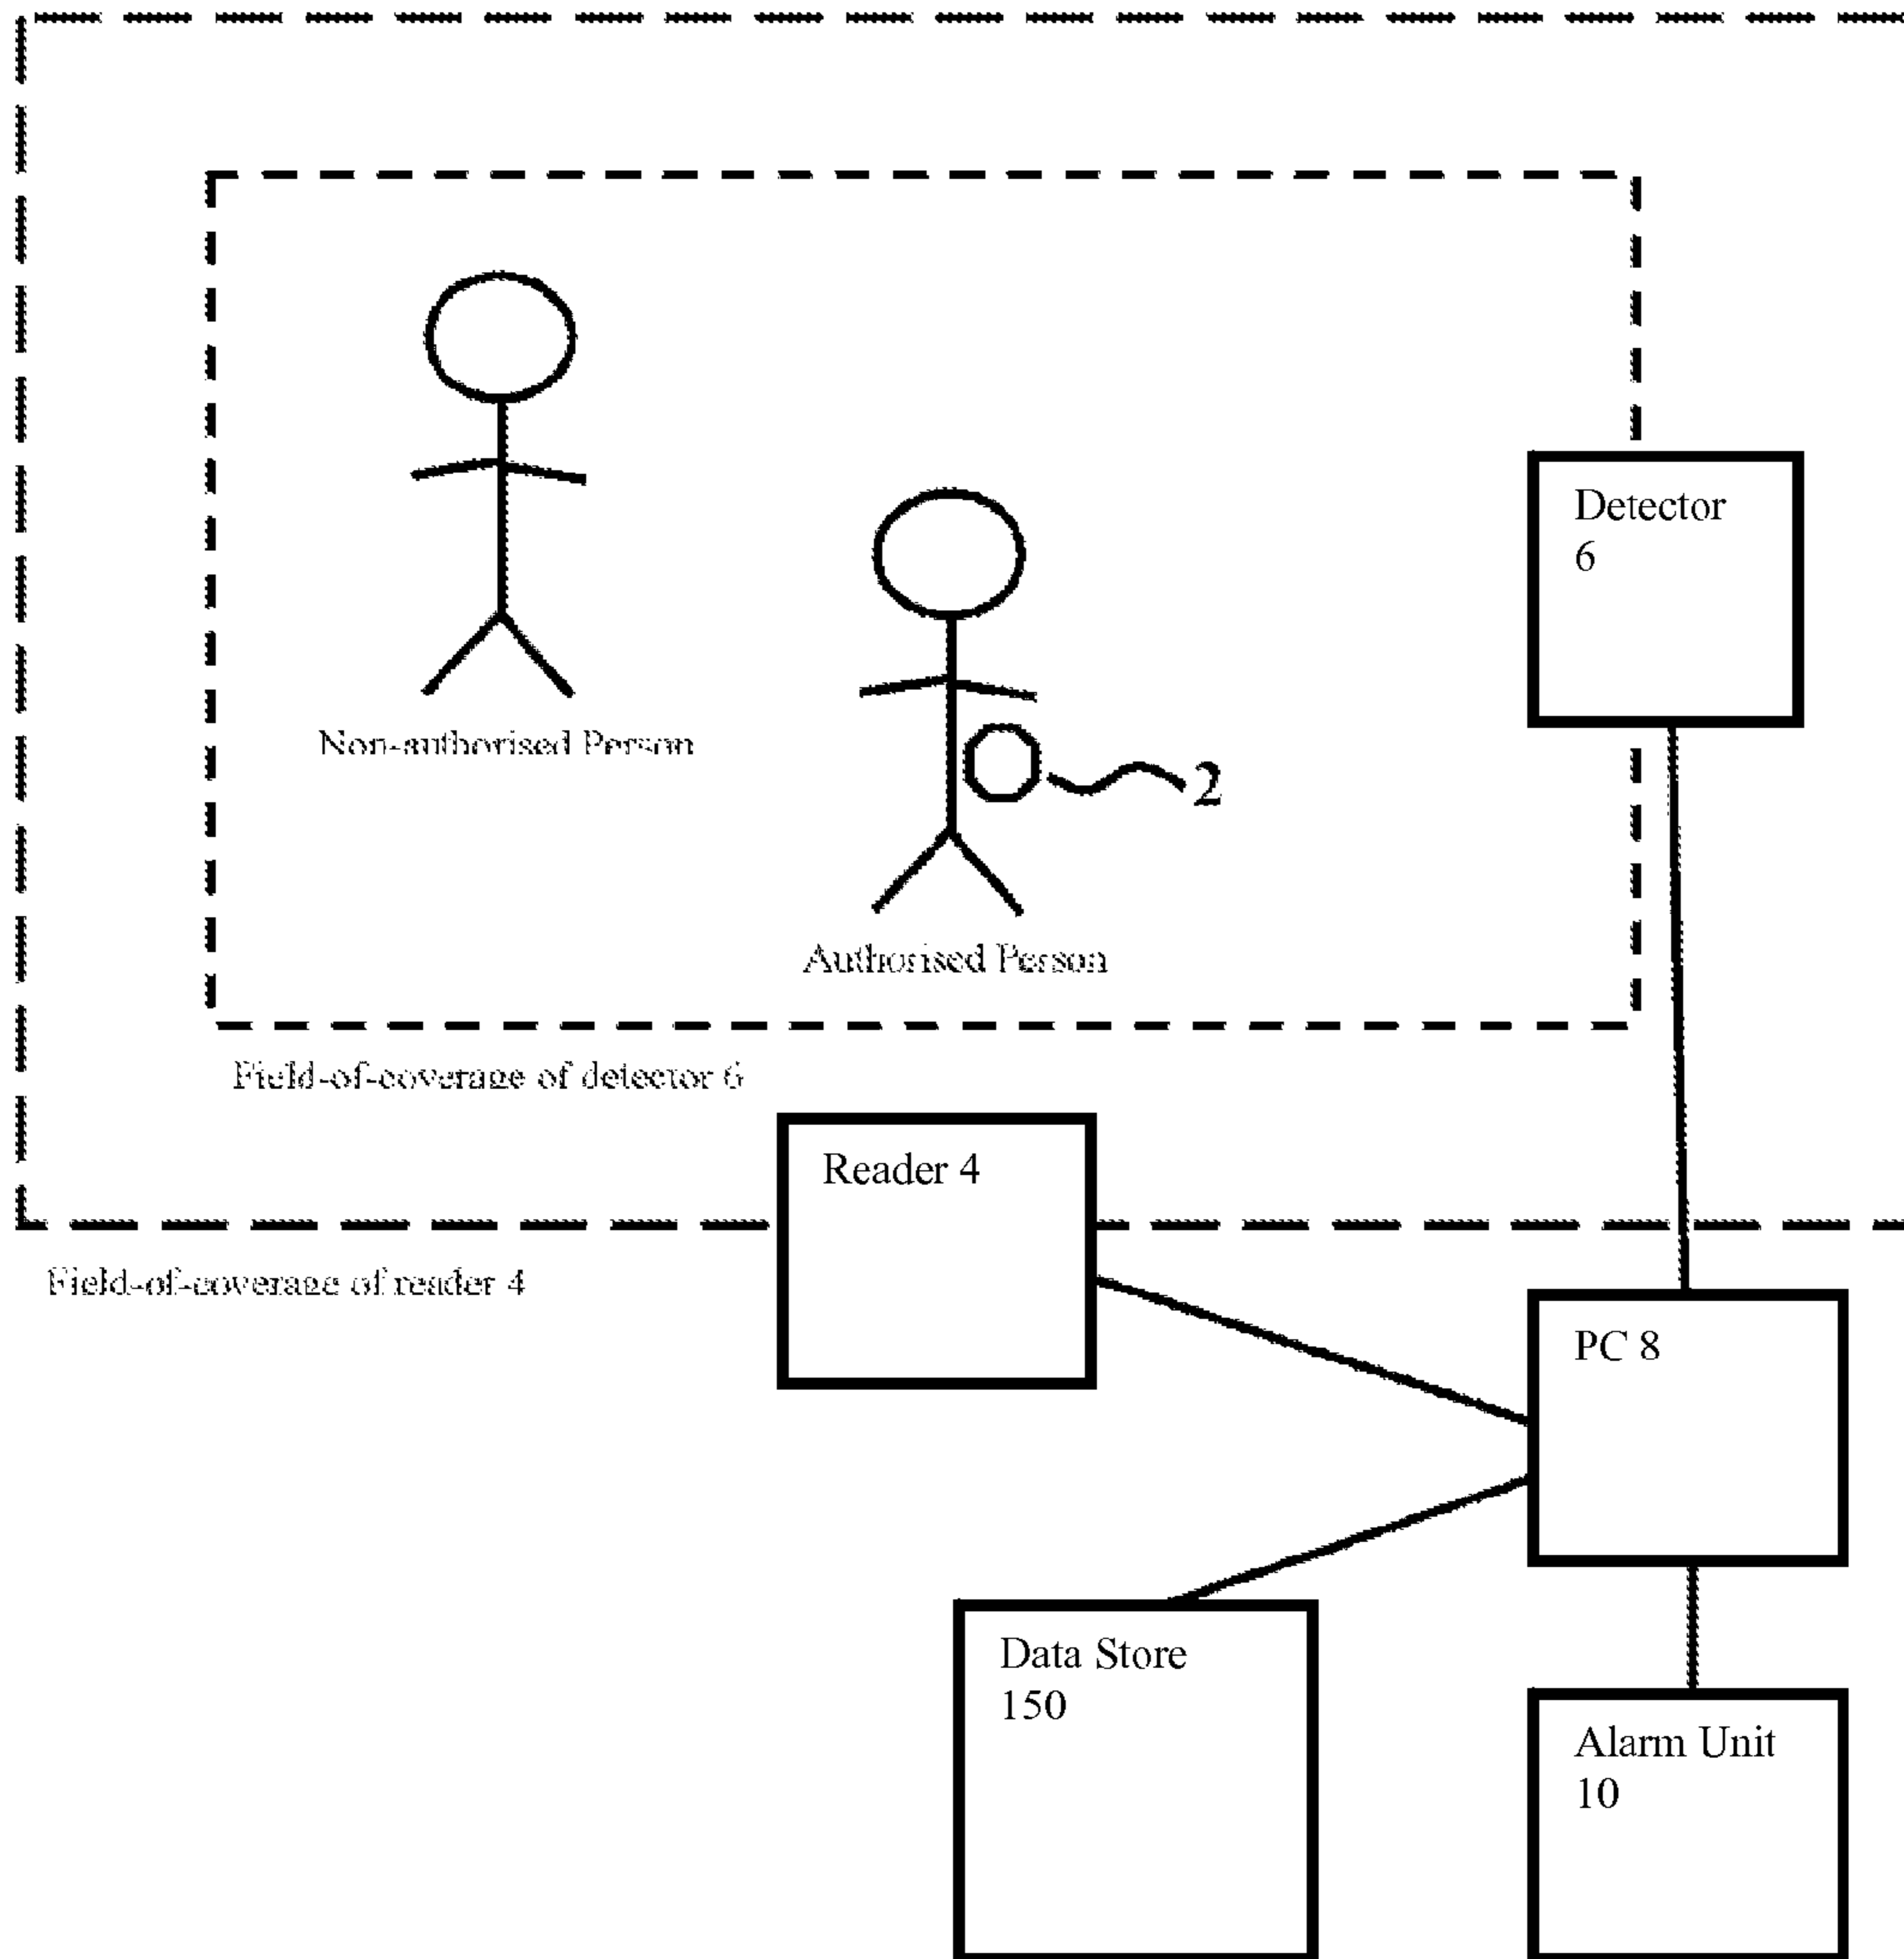 Detector
6
Non-authorised Person
2
Authorised Person
Field-of-coverage of detector 6
Reader 4
Field-of-coverage of reader 4
PC 8
Data Store
150
Alarm Unit
10